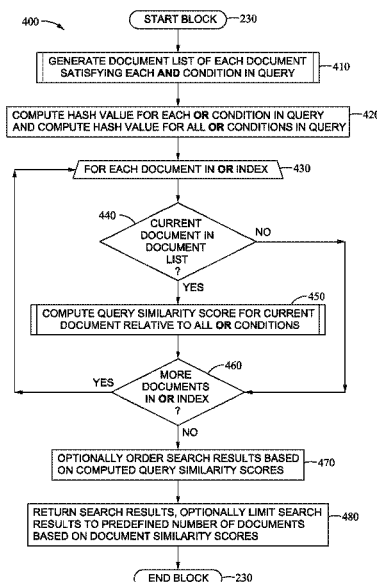 400
START BLOCK
230
GENERATE DOCUMENT LIST OF EACH DOCUMENT
SATISFYING EACH AND CONDITION IN QUERY
410
COMPUTE HASH VALUE FOR EACH OR CONDITION IN QUERY
AND COMPUTE HASH VALUE FOR ALL OR CONDITIONS IN QUERY
420
FOR EACH DOCUMENT IN OR INDEX
430
440
CURRENT
DOCUMENT IN
DOCUMENT
LIST
?
NO
YES
450
COMPUTE QUERY SIMILARITY SCORE FOR CURRENT
DOCUMENT RELATIVE TO ALL OR CONDITIONS
460
MORE
DOCUMENTS
IN OR INDEX
?
YES
NO
OPTIONALLY ORDER SEARCH RESULTS BASED
ON COMPUTED QUERY SIMILARITY SCORES
470
RETURN SEARCH RESULTS, OPTIONALLY LIMIT SEARCH
RESULTS TO PREDEFINED NUMBER OF DOCUMENTS
BASED ON DOCUMENT SIMILARITY SCORES
480
END BLOCK
230